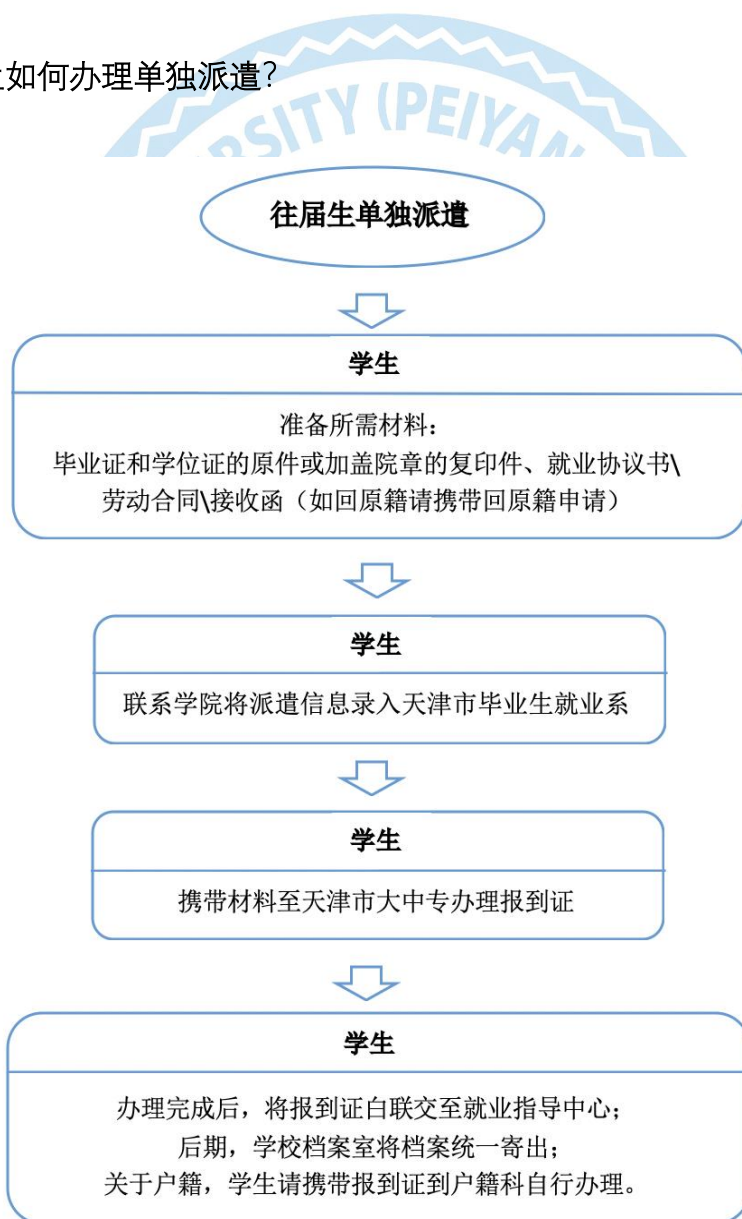 如何办理单独派遣?
RSITY (PEIYAN
往届生单独派遣
学生
准备所需材料:
毕业证和学位证的原件或加盖院章的复印件、就业协议书\
劳动合同\接收函（如回原籍请携带回原籍申请）
学生
联系学院将派遣信息录入天津市毕业生就业系
学生
携带材料至天津市大中专办理报到证
学生
办理完成后，将报到证白联交至就业指导中心；
后期，学校档案室将档案统一寄出；
关于户籍，学生请携带报到证到户籍科自行办理。